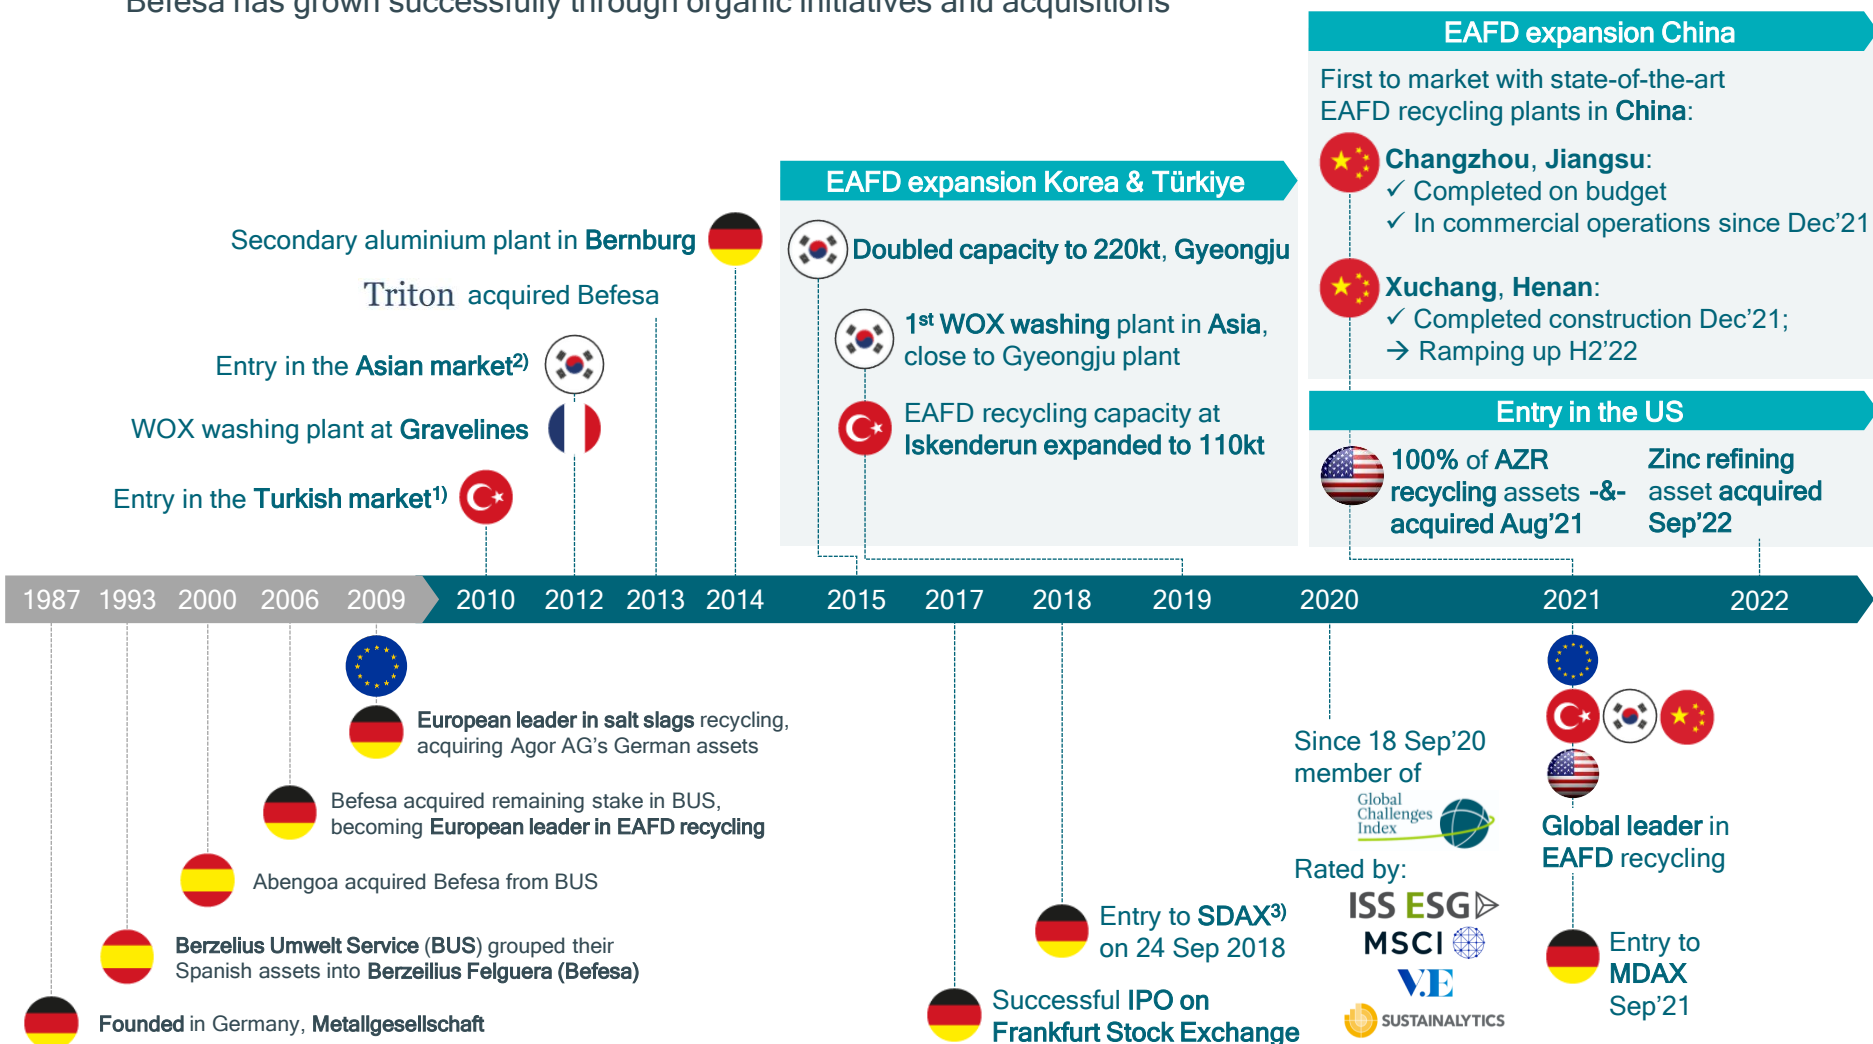 Befesa has grown successfully through organic initiatives and acquisitions
EAFD expansion China
First to market with state-of-the-art
EAFD recycling plants in China:
Changzhou, Jiangsu:
✓ Completed on budget
✓ In commercial operations since Dec'21
Xuchang, Henan:
✓ Completed construction Dec'21;
→ Ramping up H2'22
EAFD expansion Korea & Türkiye
Doubled capacity to 220kt, Gyeongju
1st WOX washing plant in Asia,
close to Gyeongju plant
EAFD recycling capacity at
Iskenderun expanded to 110kt
Entry in the US
100% of AZR
recycling assets -&-
acquired Aug'21
Zinc refining
asset acquired
Sep'22
Secondary aluminium plant in Bernburg
Triton acquired Befesa
Entry in the Asian market2)
WOX washing plant at Gravelines
Entry in the Turkish market1)
1987 1993 2000 2006 2009 2010 2012 2013 2014 2015 2017 2018 2019 2020 2021 2022
European leader in salt slags recycling,
acquiring Agor AG's German assets
Befesa acquired remaining stake in BUS,
becoming European leader in EAFD recycling
Abengoa acquired Befesa from BUS
Berzelius Umwelt Service (BUS) grouped their
Spanish assets into Berzeilius Felguera (Befesa)
Founded in Germany, Metallgesellschaft
Successful IPO on
Frankfurt Stock Exchange
Entry to SDAX3)
on 24 Sep 2018
Since 18 Sep'20
member of
Global
Challenges
Index
Rated by:
ISS ESG
MSCI
V.E
SUSTAINALYTICS
Global leader in
EAFD recycling
Entry to
MDAX
Sep'21